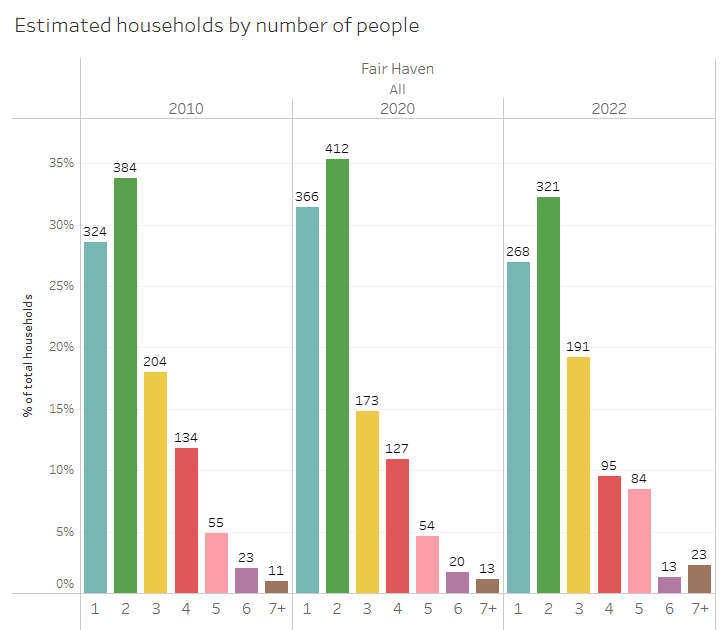 Estimated households by number of people
Fair Haven
All
2010 2020 2022
% of total households
35%
30%
25%
20%
15%
10%
5%
0%
324 384 204 134 55 23 11
366 412 173 127 54 20 13
268 321 191 95 84 13 23
1 2 3 4 5 6 7+ 1 2 3 4 5 6 7+ 1 2 3 4 5 6 7+